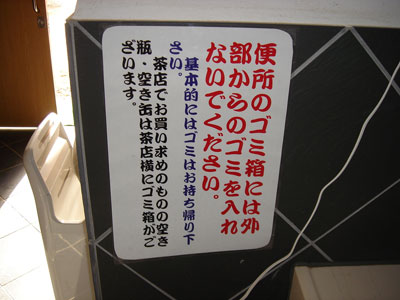 便所のゴミ箱には外
部からのゴミを入れ
ないでください。
基本的にはゴミはお持ち帰り下
さい。
茶店でお買い求めのものの空き
瓶・空き缶は茶店横にゴミ箱がご
ざいます。